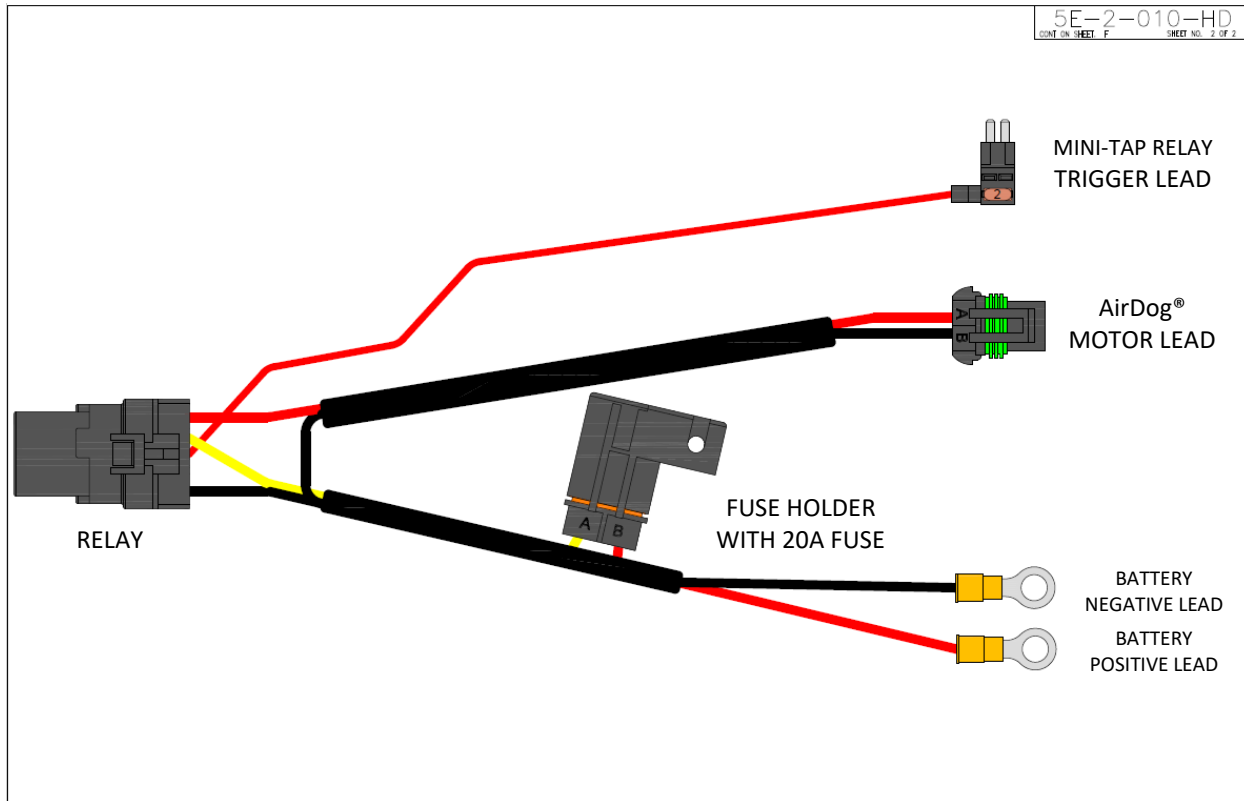 5E-2-010-HD
CONT ON SHEET F SHEET NO. 2 OF 2
MINI-TAP RELAY
TRIGGER LEAD
2
AirDog®
MOTOR LEAD
A
B
RELAY
A B
FUSE HOLDER
WITH 20A FUSE
BATTERY
NEGATIVE LEAD
BATTERY
POSITIVE LEAD